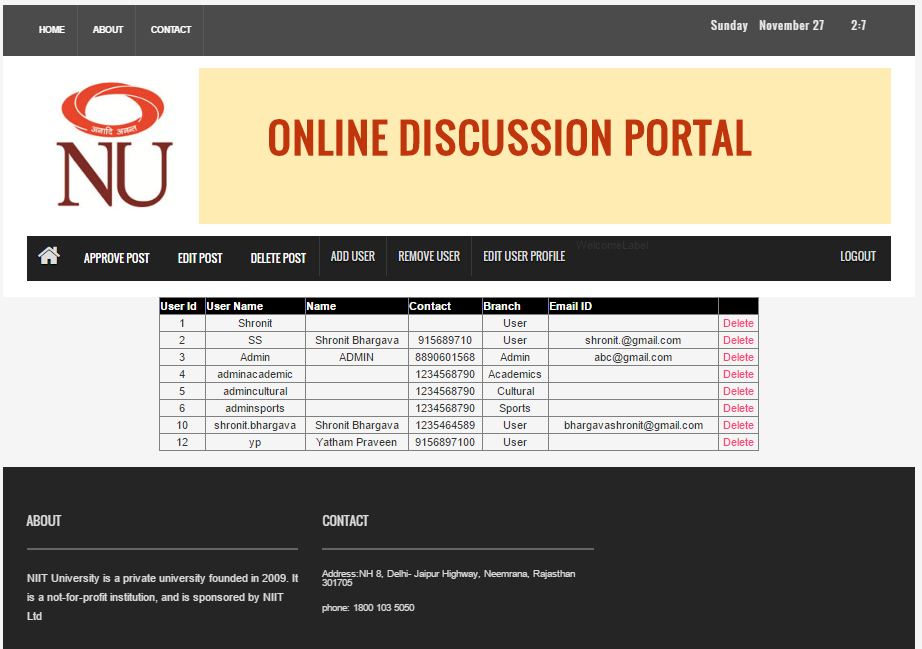 HOME ABOUT CONTACT Sunday November 27 2:7
अनादि अनन्त
NU
ONLINE DISCUSSION PORTAL
APPROVE POST EDIT POST DELETE POST ADD USER REMOVE USER EDIT USER PROFILE WelcomeLabel LOGOUT
User Id User Name Name Contact Branch Email ID
1 Shronit User Delete
2 SS Shronit Bhargava 915689710 User shronit.@gmail.com Delete
3 Admin ADMIN 8890601568 Admin abc@gmail.com Delete
4 adminacademic 1234568790 Academics Delete
5 admincultural 1234568790 Cultural Delete
6 adminsports 1234568790 Sports Delete
10 shronit.bhargava Shronit Bhargava 1235464589 User bhargavashronit@gmail.com Delete
12 yp Yatham Praveen 9156897100 User Delete
ABOUT
NIIT University is a private university founded in 2009. It
is a not-for-profit institution, and is sponsored by NIIT
Ltd
CONTACT
Address:NH 8, Delhi- Jaipur Highway, Neemrana, Rajasthan
301705
phone: 1800 103 5050